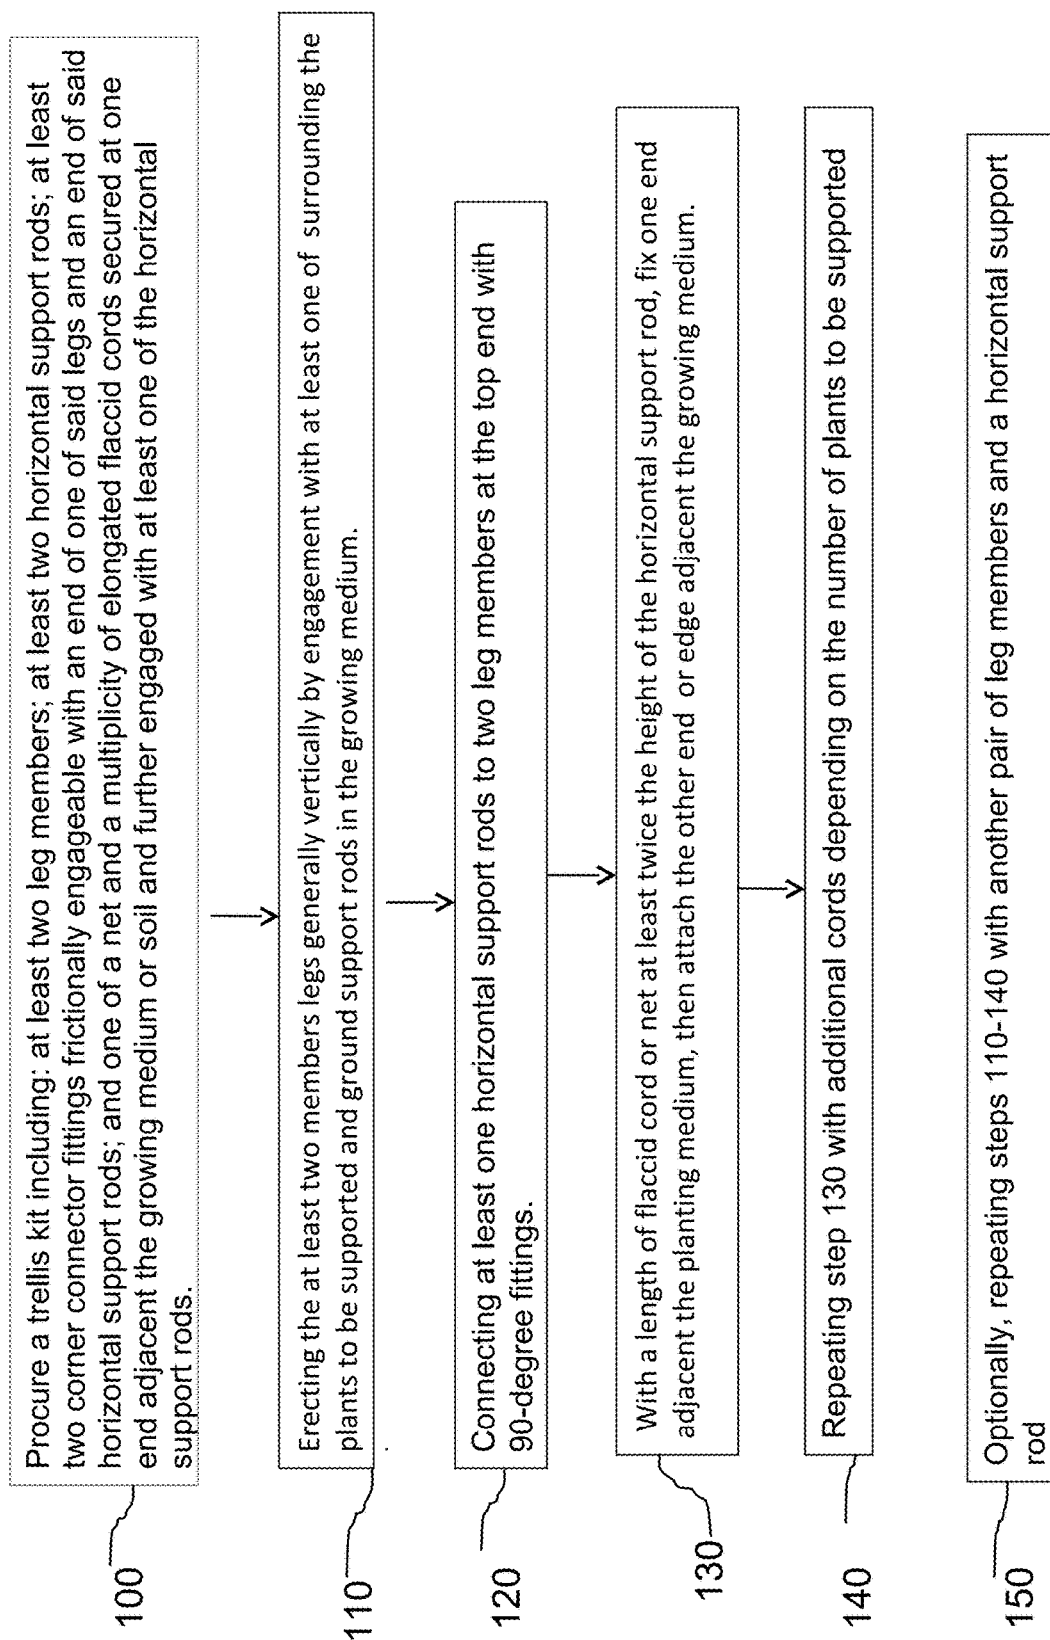 Procure a trellis kit including: at least two leg members; at least two horizontal support rods; at least
two corner connector fittings frictionally engageable with an end of one of said legs and an end of said
horizontal support rods; and one of a net and a multiplicity of elongated flaccid cords secured at one
end adjacent the growing medium or soil and further engaged with at least one of the horizontal
support rods.
100
Erecting the at least two members legs generally vertically by engagement with at least one of surrounding the
plants to be supported and ground support rods in the growing medium.
110
Connecting at least one horizontal support rods to two leg members at the top end with
90-degree fittings.
120
With a length of flaccid cord or net at least twice the height of the horizontal support rod, fix one end
adjacent the planting medium, then attach the other end or edge adjacent the growing medium.
130
Repeating step 130 with additional cords depending on the number of plants to be supported
140
Optionally, repeating steps 110-140 with another pair of leg members and a horizontal support
rod
150